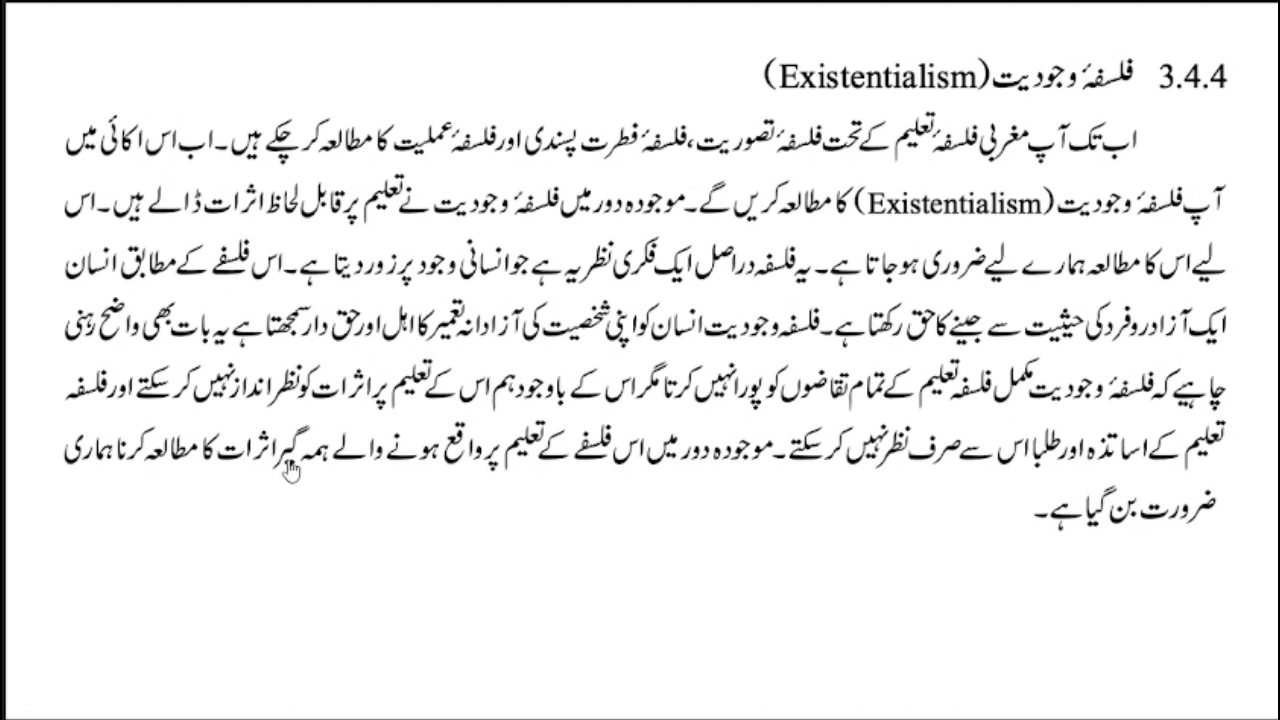 3.4.4 فلسفۂ وجودیت (Existentialism)
اب تک آپ مغربی فلسفۂ تعلیم کے تحت فلسفۂ تصوریت، فلسفۂ فطرت پسندی اور فلسفۂ عملیت کا مطالعہ کر چکے ہیں۔ اب اس اکائی میں
آپ فلسفۂ وجودیت (Existentialism) کا مطالعہ کریں گے۔ موجودہ دور میں فلسفۂ وجودیت نے تعلیم پر قابل لحاظ اثرات ڈالے ہیں۔ اس
لیے اس کا مطالعہ ہمارے لیے ضروری ہو جاتا ہے۔ یہ فلسفہ دراصل ایک فکری نظریہ ہے جو انسانی وجود پر زور دیتا ہے۔ اس فلسفے کے مطابق انسان
ایک آزاد رو فرد کی حیثیت سے جینے کا حق رکھتا ہے۔ فلسفہ وجودیت انسان کو اپنی شخصیت کی آزادانہ تعمیر کا اہل اور حق دار سمجھتا ہے یہ بات بھی واضح رہنی
چاہیے کہ فلسفۂ وجودیت مکمل فلسفہ تعلیم کے تمام تقاضوں کو پورا نہیں کرتا مگر اس کے باوجود ہم اس کے تعلیم پر اثرات کو نظر انداز نہیں کر سکتے اور فلسفہ
تعلیم کے اساتذہ اور طلبا اس سے صرف نظر نہیں کر سکتے۔ موجودہ دور میں اس فلسفے کے تعلیم پر واقع ہونے والے ہمہ گیر اثرات کا مطالعہ کرنا ہماری
ضرورت بن گیا ہے۔